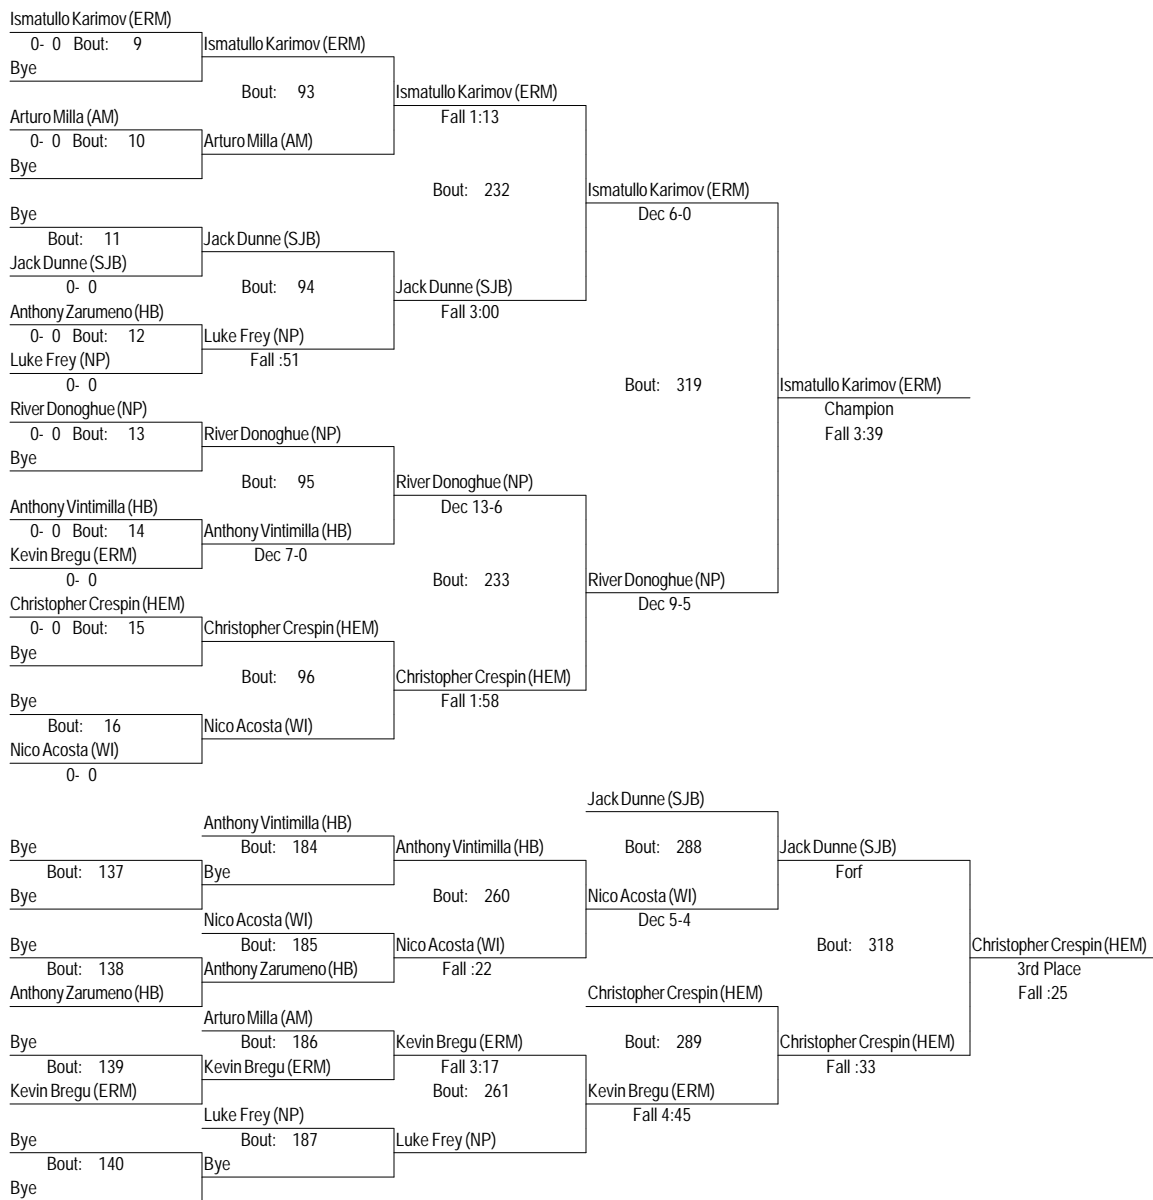 Ismatullo Karimov (ERM)
0- 0 Bout: 9 Ismatullo Karimov (ERM)
Bye
Bout: 93 Ismatullo Karimov (ERM)
Arturo Milla (AM) Fall 1:13
0- 0 Bout: 10 Arturo Milla (AM)
Bye
Bout: 232 Ismatullo Karimov (ERM)
Bye Dec 6-0
Bout: 11 Jack Dunne (SJB)
Jack Dunne (SJB)
0- 0 Bout: 94 Jack Dunne (SJB)
Anthony Zarumeno (HB) Fall 3:00
0- 0 Bout: 12 Luke Frey (NP)
Luke Frey (NP) Fall :51
0- 0 Bout: 319 Ismatullo Karimov (ERM)
River Donoghue (NP) Champion
0- 0 Bout: 13 River Donoghue (NP) Fall 3:39
Bye
Bout: 95 River Donoghue (NP)
Anthony Vintimilla (HB) Dec 13-6
0- 0 Bout: 14 Anthony Vintimilla (HB)
Kevin Bregu (ERM) Dec 7-0
0- 0 Bout: 233 River Donoghue (NP)
Christopher Crespin (HEM) Dec 9-5
0- 0 Bout: 15 Christopher Crespin (HEM)
Bye
Bout: 96 Christopher Crespin (HEM)
Bye Fall 1:58
Bout: 16 Nico Acosta (WI)
Nico Acosta (WI)
0- 0
Jack Dunne (SJB)
Anthony Vintimilla (HB)
Bye Bout: 184 Anthony Vintimilla (HB) Bout: 288 Jack Dunne (SJB)
Bout: 137 Bye Forf
Bye Bout: 260 Nico Acosta (WI)
Nico Acosta (WI) Dec 5-4
Bye Bout: 185 Nico Acosta (WI) Bout: 318 Christopher Crespin (HEM)
Bout: 138 Anthony Zarumeno (HB) Fall :22 3rd Place
Anthony Zarumeno (HB) Christopher Crespin (HEM) Fall :25
Arturo Milla (AM)
Bye Bout: 186 Kevin Bregu (ERM) Bout: 289 Christopher Crespin (HEM)
Bout: 139 Kevin Bregu (ERM) Fall 3:17 Fall :33
Kevin Bregu (ERM) Bout: 261 Kevin Bregu (ERM)
Luke Frey (NP) Fall 4:45
Bye Bout: 187 Luke Frey (NP)
Bout: 140 Bye
Bye